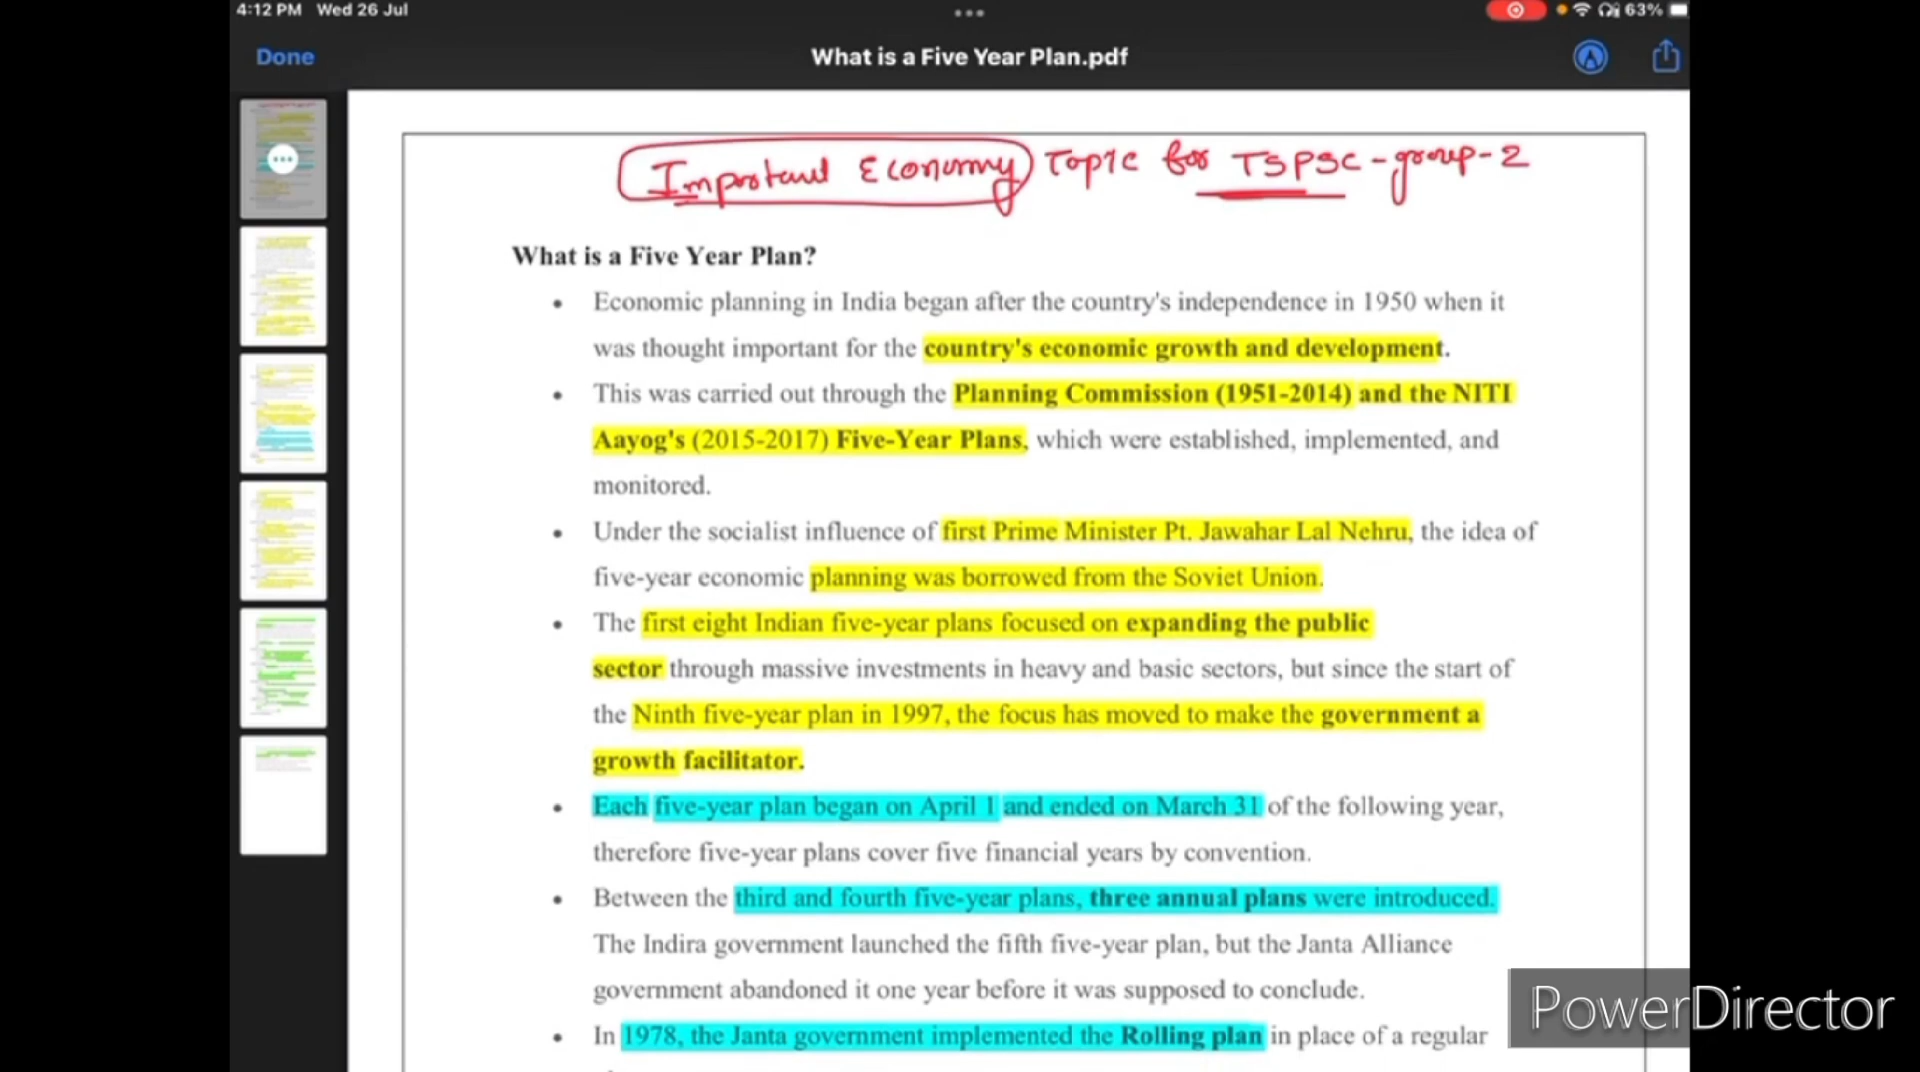 4:12 PM Wed 26 Jul
63%
Done
What is a Five Year Plan.pdf
Important Economy Topic for TSPSC-group-2
What is a Five Year Plan?
• Economic planning in India began after the country's independence in 1950 when it
was thought important for the country's economic growth and development.
• This was carried out through the Planning Commission (1951-2014) and the NITI
Aayog's (2015-2017) Five-Year Plans, which were established, implemented, and
monitored.
• Under the socialist influence of first Prime Minister Pt. Jawahar Lal Nehru, the idea of
five-year economic planning was borrowed from the Soviet Union.
• The first eight Indian five-year plans focused on expanding the public
sector through massive investments in heavy and basic sectors, but since the start of
the Ninth five-year plan in 1997, the focus has moved to make the government a
growth facilitator.
• Each five-year plan began on April 1 and ended on March 31 of the following year,
therefore five-year plans cover five financial years by convention.
• Between the third and fourth five-year plans, three annual plans were introduced.
The Indira government launched the fifth five-year plan, but the Janta Alliance
government abandoned it one year before it was supposed to conclude.
• In 1978, the Janta government implemented the Rolling plan in place of a regular
PowerDirector